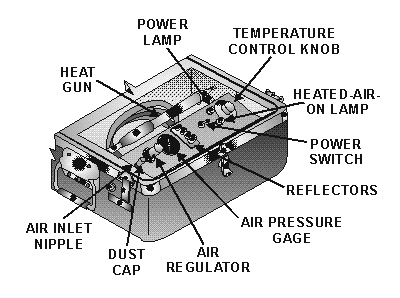 POWER
LAMP
TEMPERATURE
CONTROL KNOB
HEAT
GUN
HEATED-AIR-
ON LAMP
POWER
SWITCH
REFLECTORS
AIR INLET
NIPPLE
AIR PRESSURE
GAGE
DUST
CAP
AIR
REGULATOR